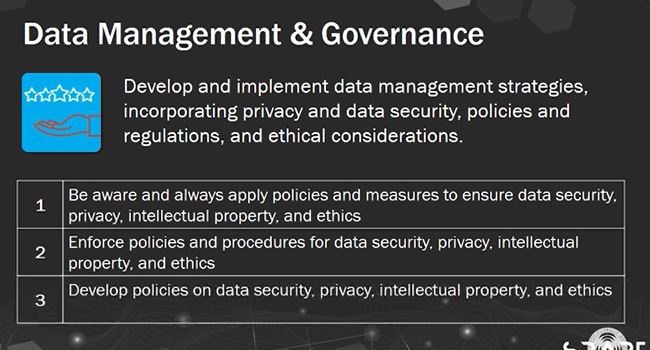 Data Management & Governance
Develop and implement data management strategies,
incorporating privacy and data security, policies and
regulations, and ethical considerations.
1
Be aware and always apply policies and measures to ensure data security,
privacy, intellectual property, and ethics
2
Enforce policies and procedures for data security, privacy, intellectual
property, and ethics
3
Develop policies on data security, privacy, intellectual property, and ethics